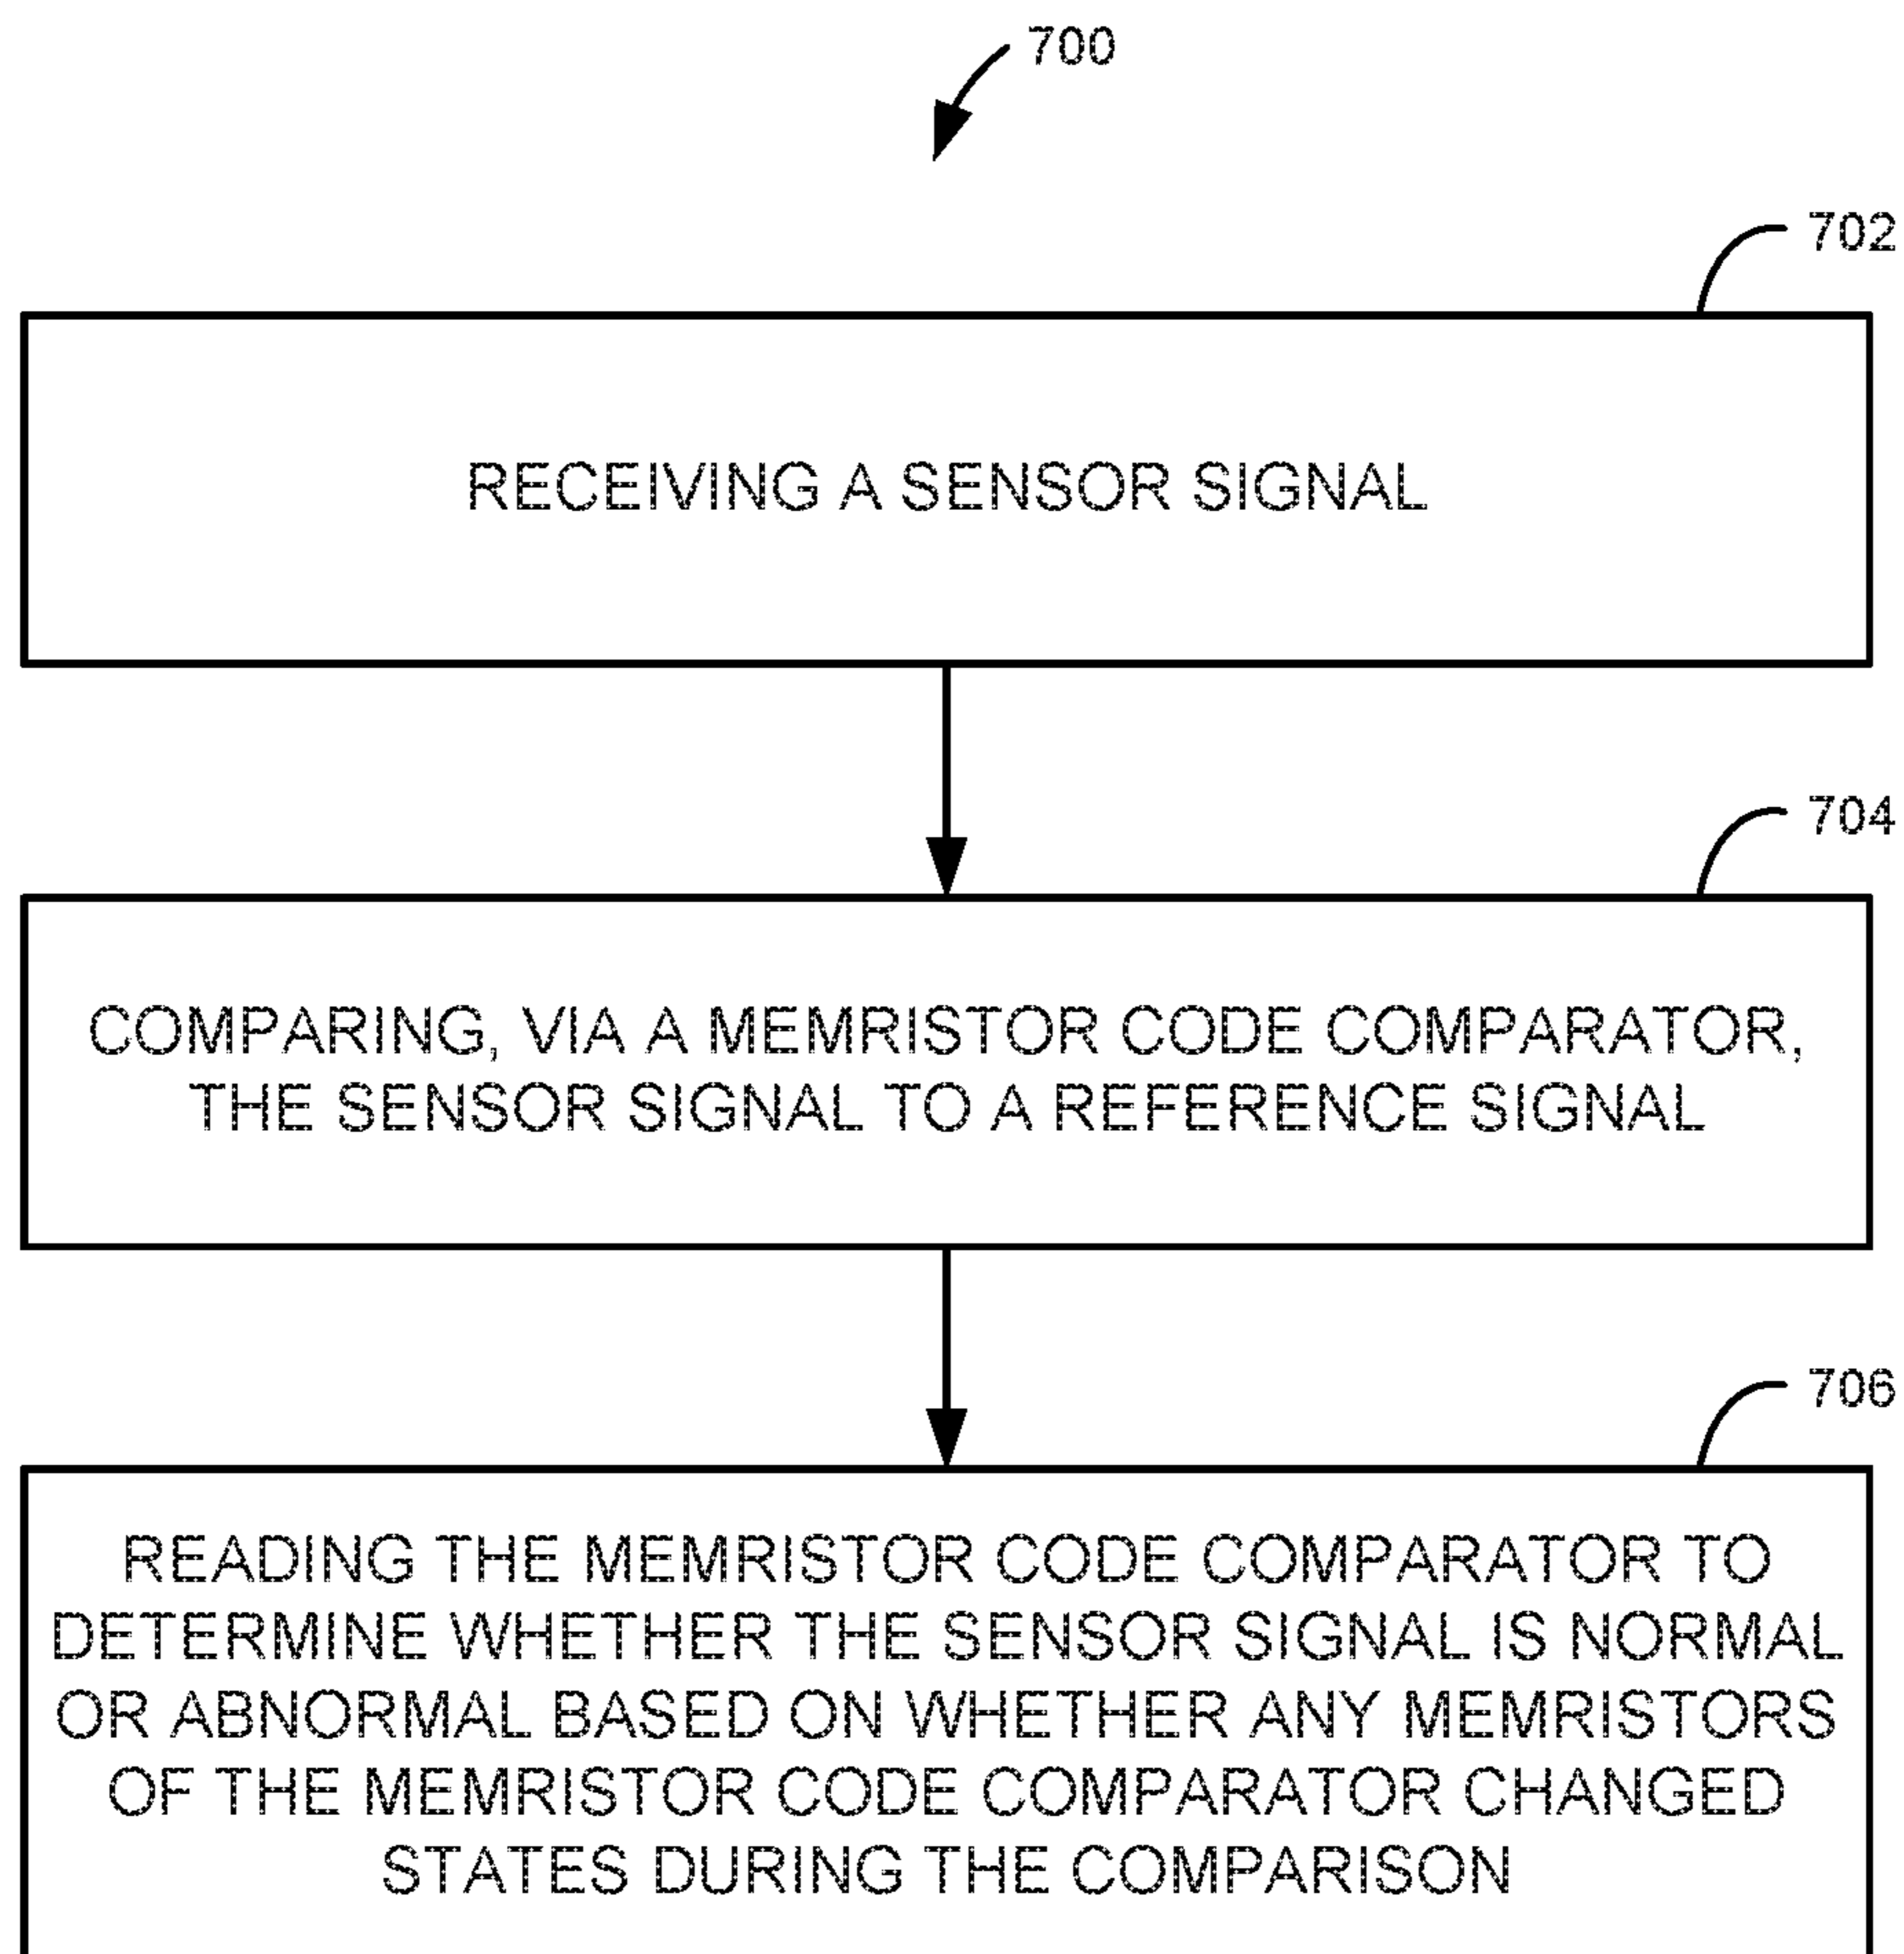 700
702
RECEIVING A SENSOR SIGNAL
704
COMPARING, VIA A MEMRISTOR CODE COMPARATOR,
THE SENSOR SIGNAL TO A REFERENCE SIGNAL
706
READING THE MEMRISTOR CODE COMPARATOR TO
DETERMINE WHETHER THE SENSOR SIGNAL IS NORMAL
OR ABNORMAL BASED ON WHETHER ANY MEMRISTORS
OF THE MEMRISTOR CODE COMPARATOR CHANGED
STATES DURING THE COMPARISON